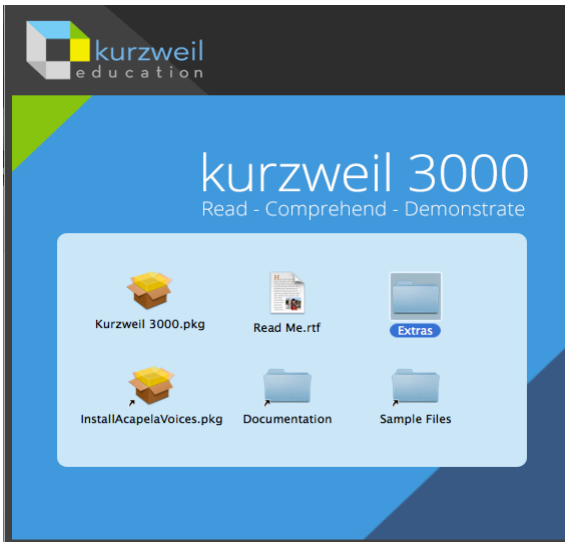 kurzweil
education
kurzweil 3000
Read - Comprehend - Demonstrate
Kurzweil 3000.pkg
Read Me.rtf
Extras
InstallAcapelaVoices.pkg
Documentation
Sample Files